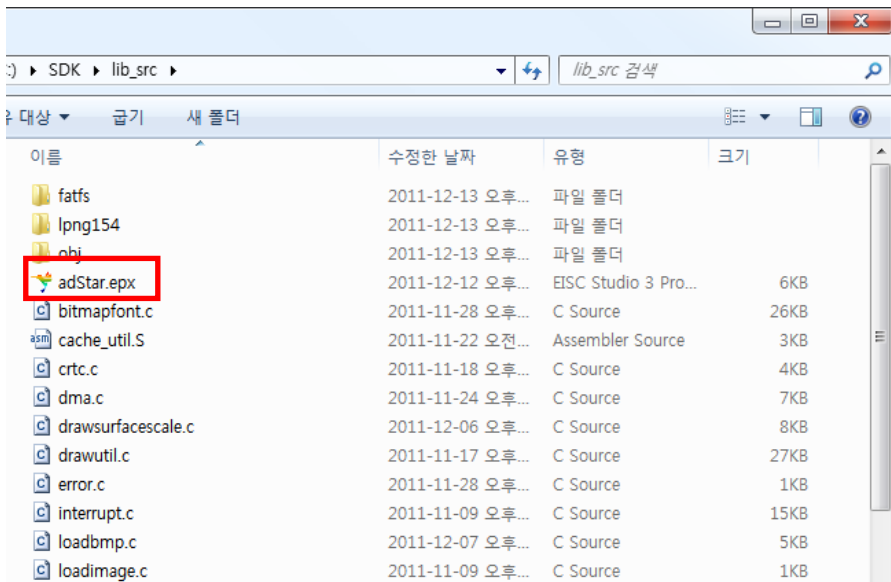 :) ▸ SDK ▸ lib_src ▸ lib_src 검색
유 대상 ▼ 굽기 새 폴더
이름 수정한 날짜 유형 크기
fatfs 2011-12-13 오후... 파일 폴더
lpng154 2011-12-13 오후... 파일 폴더
obj 2011-12-13 오후... 파일 폴더
adStar.epx 2011-12-12 오후... EISC Studio 3 Pro... 6KB
bitmapfont.c 2011-11-28 오후... C Source 26KB
cache_util.S 2011-11-22 오전... Assembler Source 3KB
crtc.c 2011-11-18 오후... C Source 4KB
dma.c 2011-11-24 오후... C Source 7KB
drawsurfacescale.c 2011-12-06 오후... C Source 8KB
drawutil.c 2011-11-17 오후... C Source 27KB
error.c 2011-11-28 오후... C Source 1KB
interrupt.c 2011-11-09 오후... C Source 15KB
loadbmp.c 2011-12-07 오후... C Source 5KB
loadimage.c 2011-11-09 오후... C Source 1KB